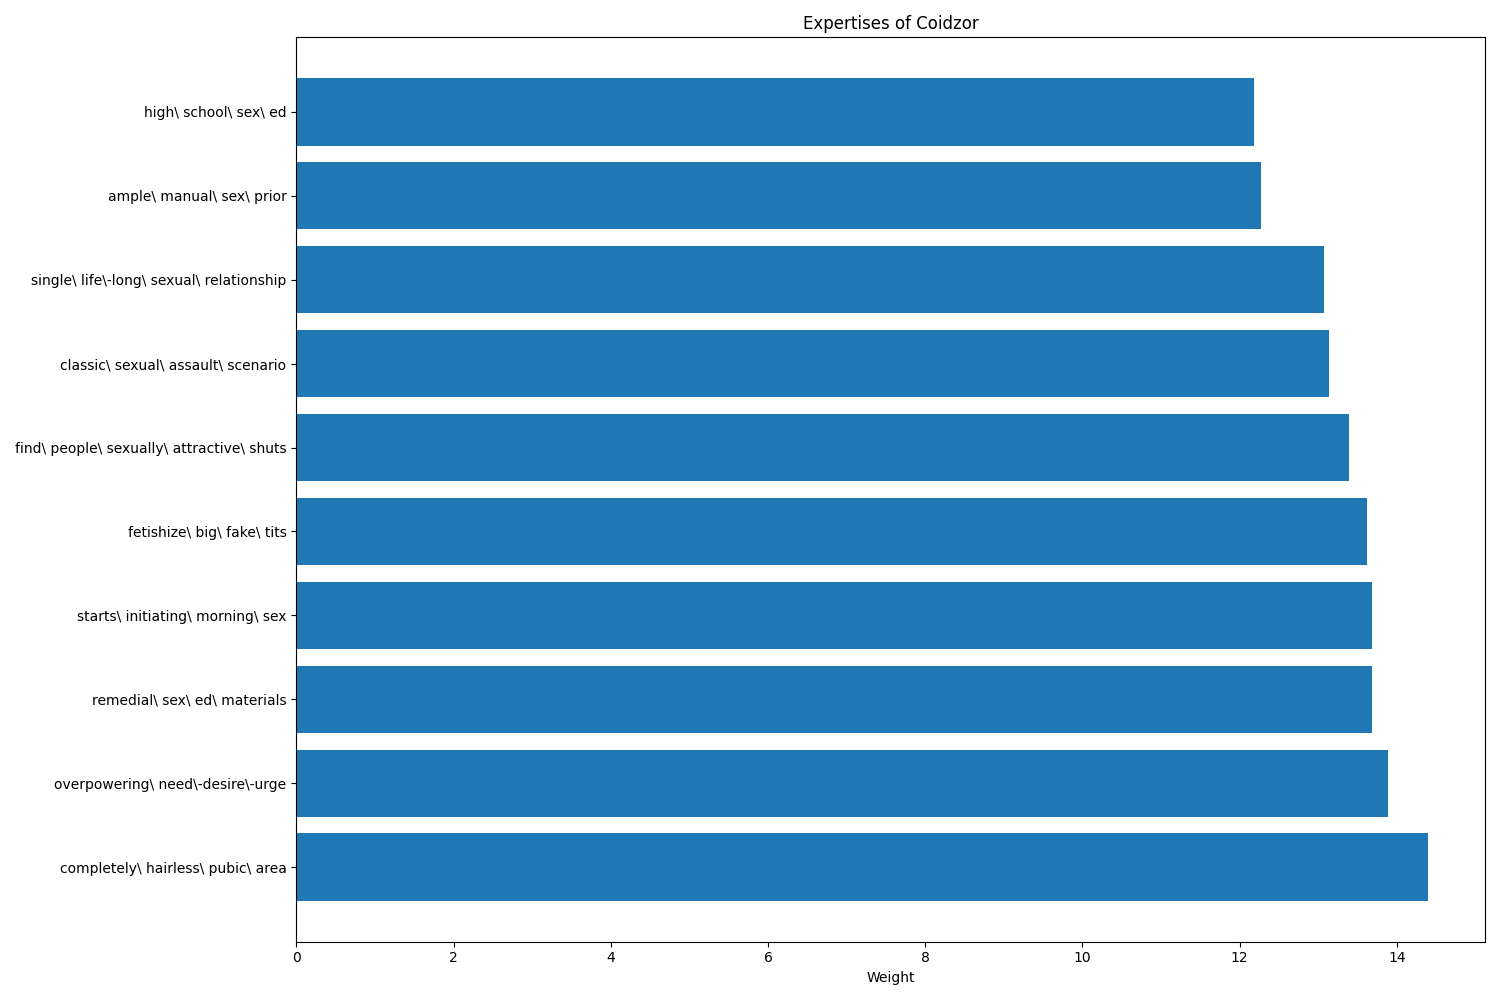 Expertises of Coidzor
high\ school\ sex\ ed
ample\ manual\ sex\ prior
single\ life\-long\ sexual\ relationship
classic\ sexual\ assault\ scenario
find\ people\ sexually\ attractive\ shuts
fetishize\ big\ fake\ tits
starts\ initiating\ morning\ sex
remedial\ sex\ ed\ materials
overpowering\ need\-desire\-urge
completely\ hairless\ pubic\ area
0 2 4 6 8 10 12 14
Weight